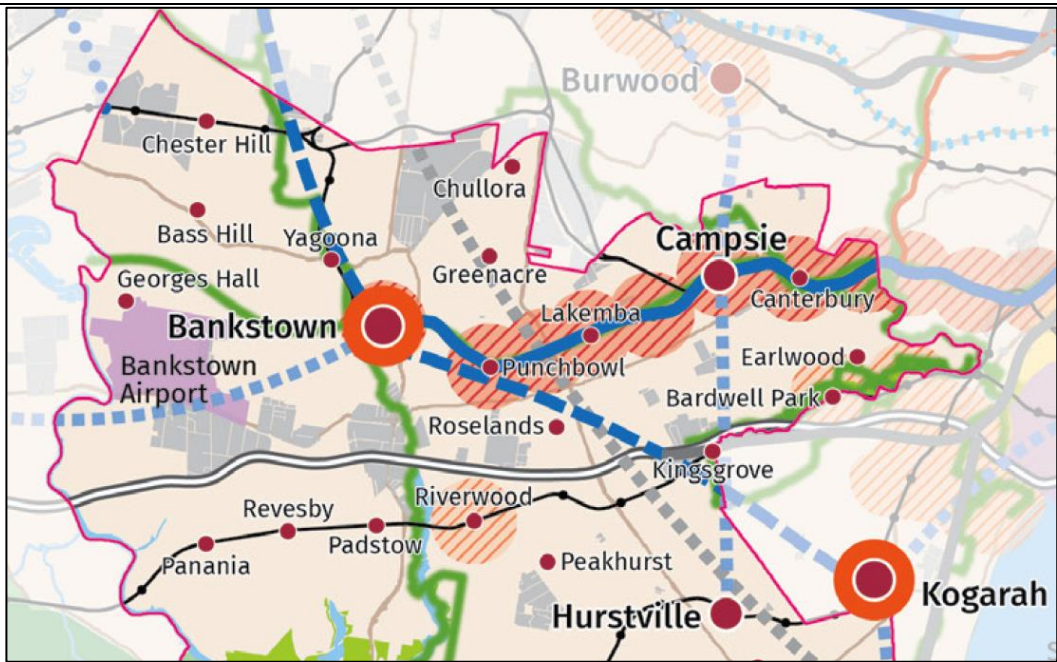 Burwood
Chester Hill
Chullora
Bass Hill
Yagoona
Campsie
Greenacre
Georges Hall
Lakemba
Canterbury
Bankstown
Bankstown
Airport
Punchbowl
Earlwood
Bardwell Park
Roselands
Kingsgrove
Riverwood
Revesby
Padstow
Panania
Peakhurst
Hurstville
Kogarah